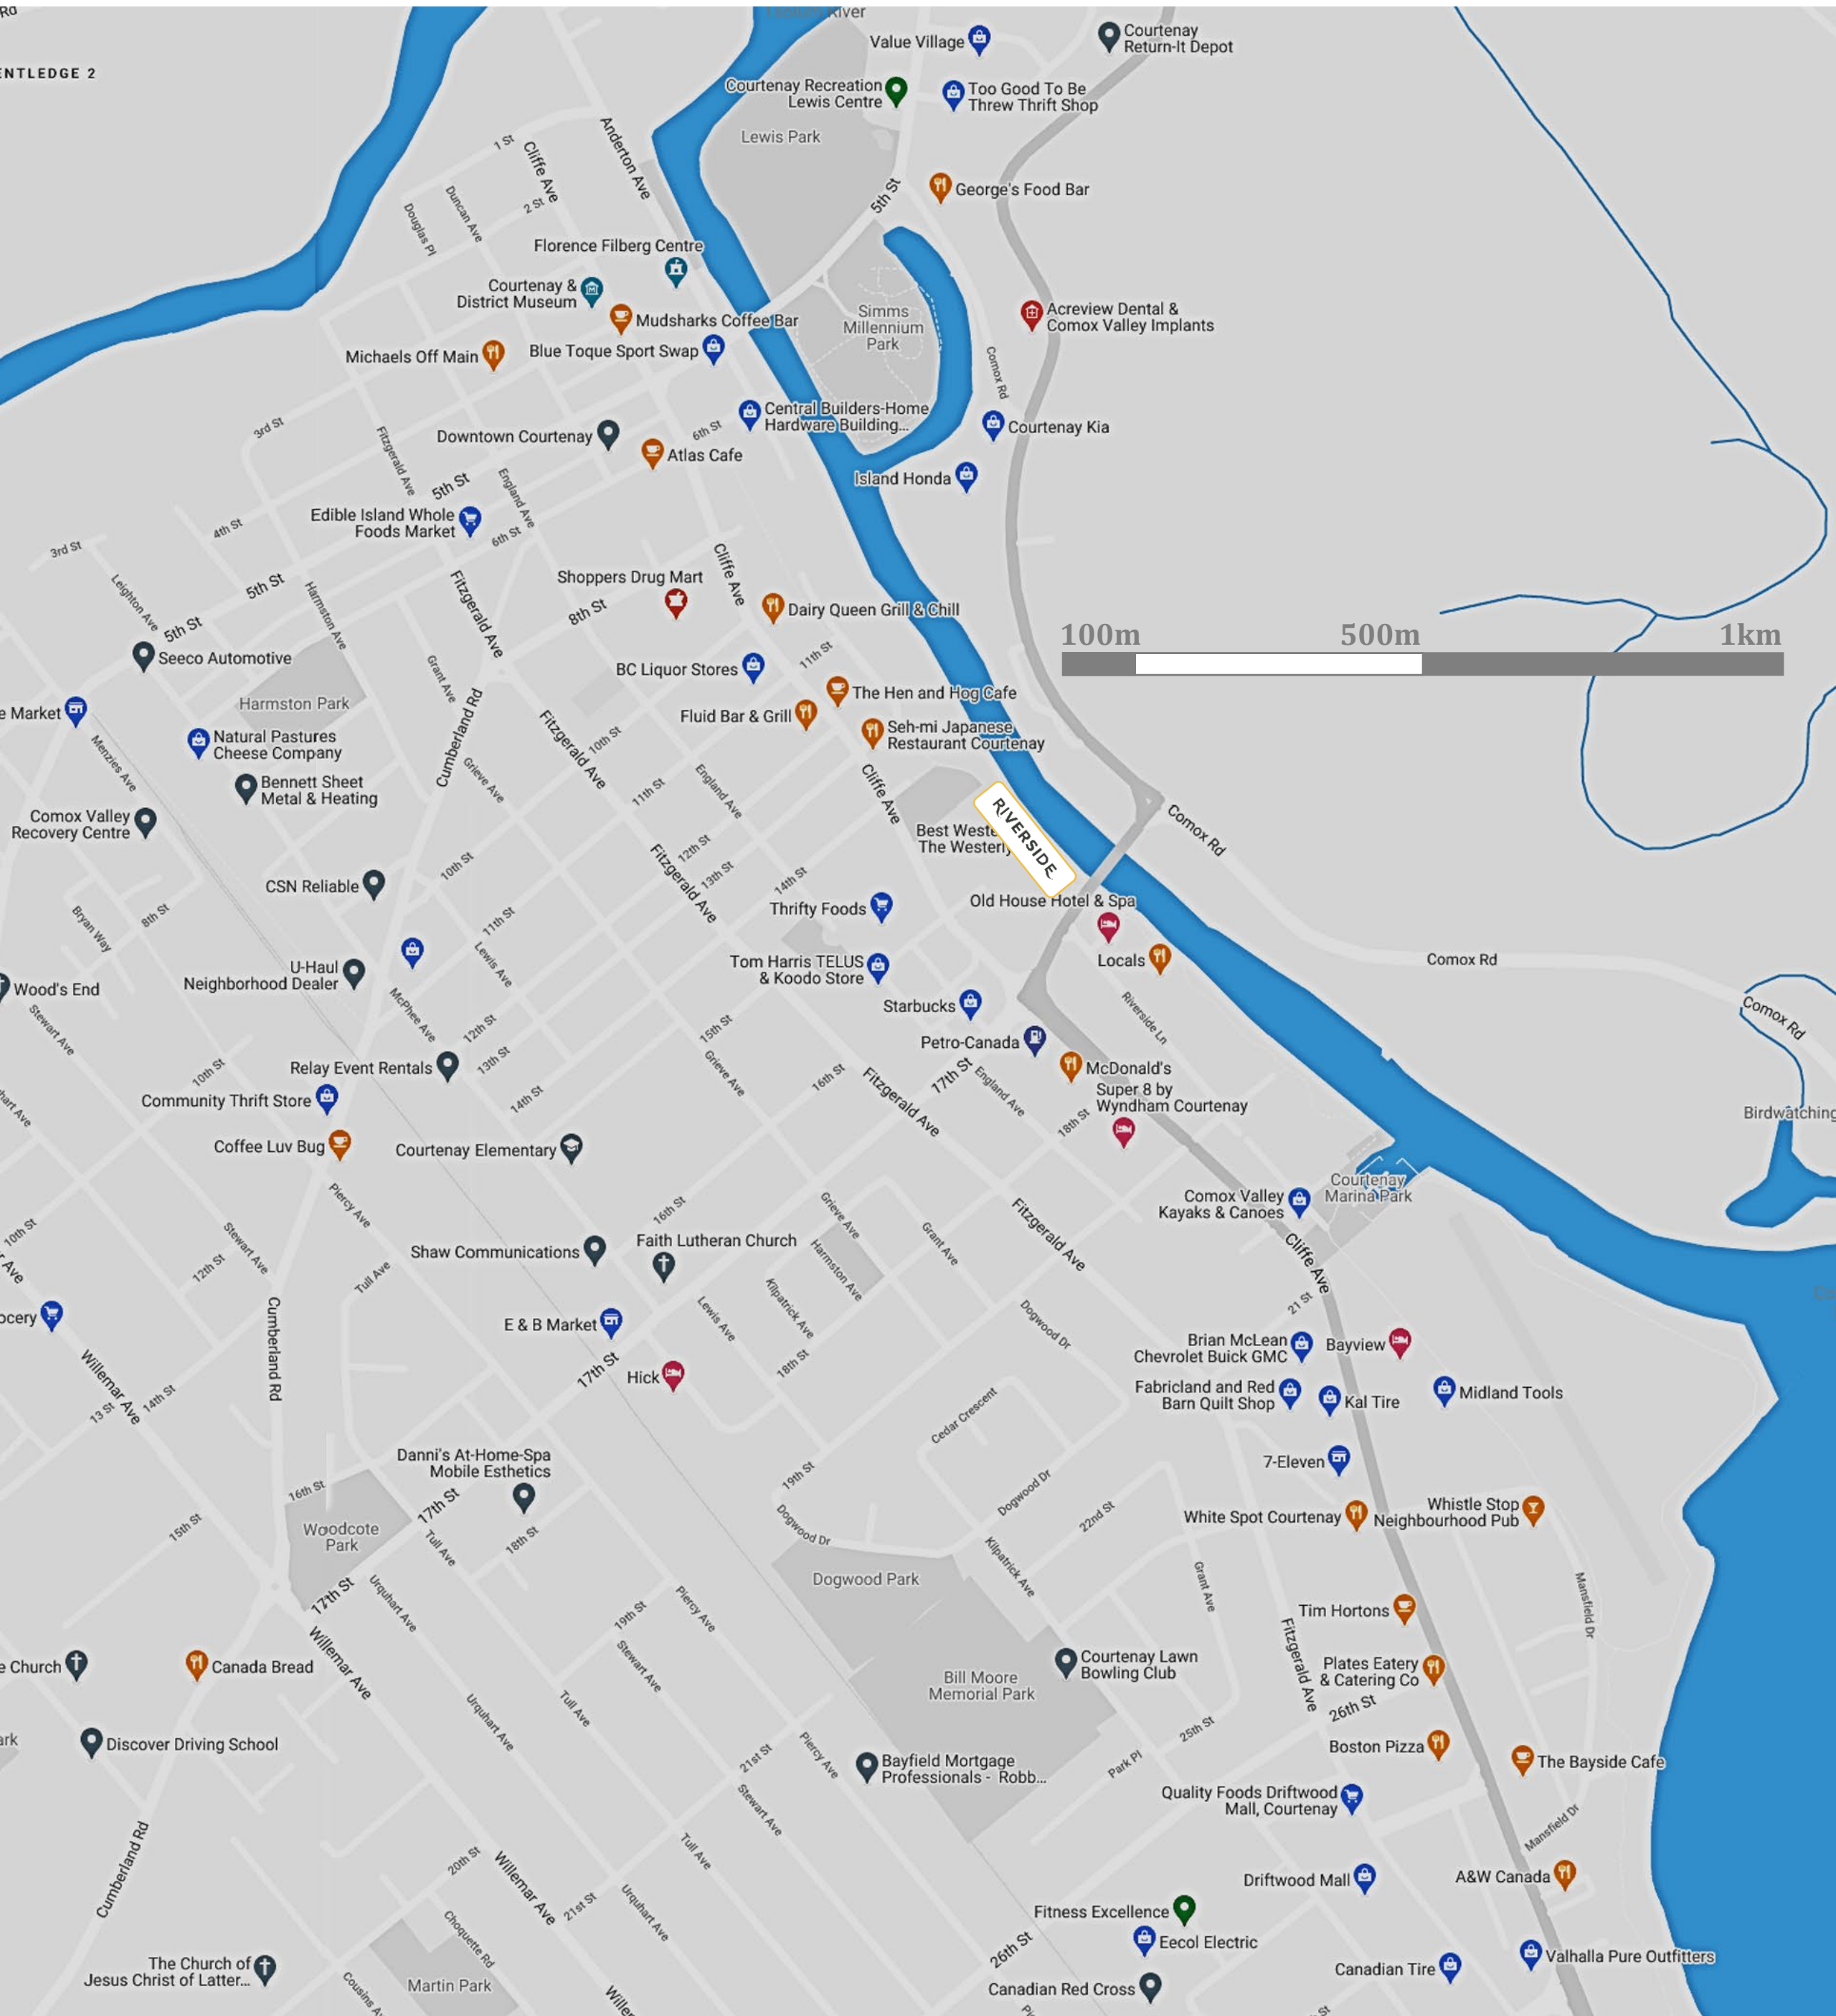 Rd
River
Value Village
Courtenay
Return-It Depot
ENTLEDGE 2
Courtenay Recreation
Lewis Centre
Too Good To Be
Threw Thrift Shop
Lewis Park
Anderton Ave
1 St
Cliffe Ave
2 St
Duncan Ave
Douglas Pl
5th St
George's Food Bar
Florence Filberg Centre
Courtenay &
District Museum
Mudsharks Coffee Bar
Simms
Millennium
Park
Acreview Dental &
Comox Valley Implants
Michaels Off Main
Blue Toque Sport Swap
Comox Rd
Central Builders-Home
Hardware Building...
Courtenay Kia
3rd St
Downtown Courtenay
6th St
Atlas Cafe
Fitzgerald Ave
Island Honda
5th St
England Ave
Edible Island Whole
Foods Market
4th St
6th St
3rd St
Leighton Ave
5th St
Harmston Ave
Fitzgerald Ave
Cliffe Ave
Shoppers Drug Mart
8th St
Dairy Queen Grill & Chill
5th St
100m
500m
1km
Seeco Automotive
Grant Ave
BC Liquor Stores
11th St
Harmston Park
The Hen and Hog Cafe
e Market
Cumberland Rd
Fitzgerald Ave
Fluid Bar & Grill
Seh-mi Japanese
Restaurant Courtenay
Natural Pastures
Cheese Company
Menzies Ave
10th St
Grieve Ave
Bennett Sheet
Metal & Heating
11th St
England Ave
Cliffe Ave
Comox Valley
Recovery Centre
RIVERSIDE
Best Weste
The Westerly
Comox Rd
12th St
Fitzgerald Ave
13th St
14th St
10th St
CSN Reliable
Thrifty Foods
Old House Hotel & Spa
8th St
Bryan Way
11th St
Lewis Ave
Tom Harris TELUS
& Koodo Store
Locals
Comox Rd
U-Haul
Neighborhood Dealer
Wood's End
Comox Rd
Stewart Ave
McPhee Ave
Starbucks
Riverside Ln
12th St
15th St
Petro-Canada
13th St
Relay Event Rentals
10th St
Grieve Ave
16th St
Fitzgerald Ave
17th St
England Ave
McDonald's
Super 8 by
Wyndham Courtenay
Community Thrift Store
14th St
hart Ave
18th St
Birdwatching
Coffee Luv Bug
Courtenay Elementary
Piercy Ave
Courtenay
Marina Park
Comox Valley
Kayaks & Canoes
10th St
Stewart Ave
16th St
Grieve Ave
Grant Ave
Fitzgerald Ave
Cliffe Ave
Shaw Communications
Faith Lutheran Church
Harmston Ave
12th St
Tull Ave
r Ave
Kilpatrick Ave
21 St
ocery
E & B Market
Lewis Ave
Dogwood Dr
Brian McLean
Chevrolet Buick GMC
Bayview
Cumberland Rd
Willemar Ave
17th St
Hick
18th St
Fabricland and Red
Barn Quilt Shop
Kal Tire
Midland Tools
14th St
13 St
Cedar Crescent
Danni's At-Home-Spa
Mobile Esthetics
7-Eleven
16th St
17th St
19th St
Dogwood Dr
22nd St
White Spot Courtenay
Whistle Stop
Neighbourhood Pub
15th St
Woodcote
Park
18th St
Tull Ave
Dogwood Dr
Kilpatrick Ave
Grant Ave
Mansfield Dr
Dogwood Park
17th St
Urquhart Ave
19th St
Piercy Ave
Tim Hortons
Willemar Ave
Stewart Ave
Fitzgerald Ave
e Church
Canada Bread
Courtenay Lawn
Bowling Club
Plates Eatery
& Catering Co
Bill Moore
Memorial Park
26th St
Urquhart Ave
Tull Ave
ark
Discover Driving School
21st St
Piercy Ave
25th St
Park Pl
Boston Pizza
The Bayside Cafe
Bayfield Mortgage
Professionals - Robb...
Quality Foods Driftwood
Mall, Courtenay
Stewart Ave
Mansfield Dr
Cumberland Rd
20th St
Tull Ave
Willemar Ave
Driftwood Mall
A&W Canada
21st St
Urquhart Ave
Fitness Excellence
Choquette Rd
26th St
Eecol Electric
The Church of
Jesus Christ of Latter...
Martin Park
Cousins A
Willer
Canadian Red Cross
Canadian Tire
Valhalla Pure Outfitters
St